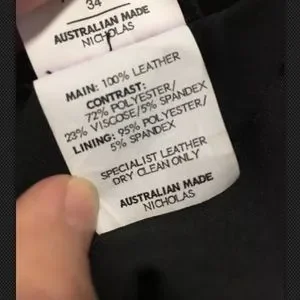 34
AUSTRALIAN MADE
NICHOLAS
MAIN: 100% LEATHER
CONTRAST:
72% POLYESTER/
23% VISCOSE/5% SPANDEX
LINING: 95% POLYESTER/
5% SPANDEX
SPECIALIST LEATHER
DRY CLEAN ONLY
AUSTRALIAN MADE
NICHOLAS